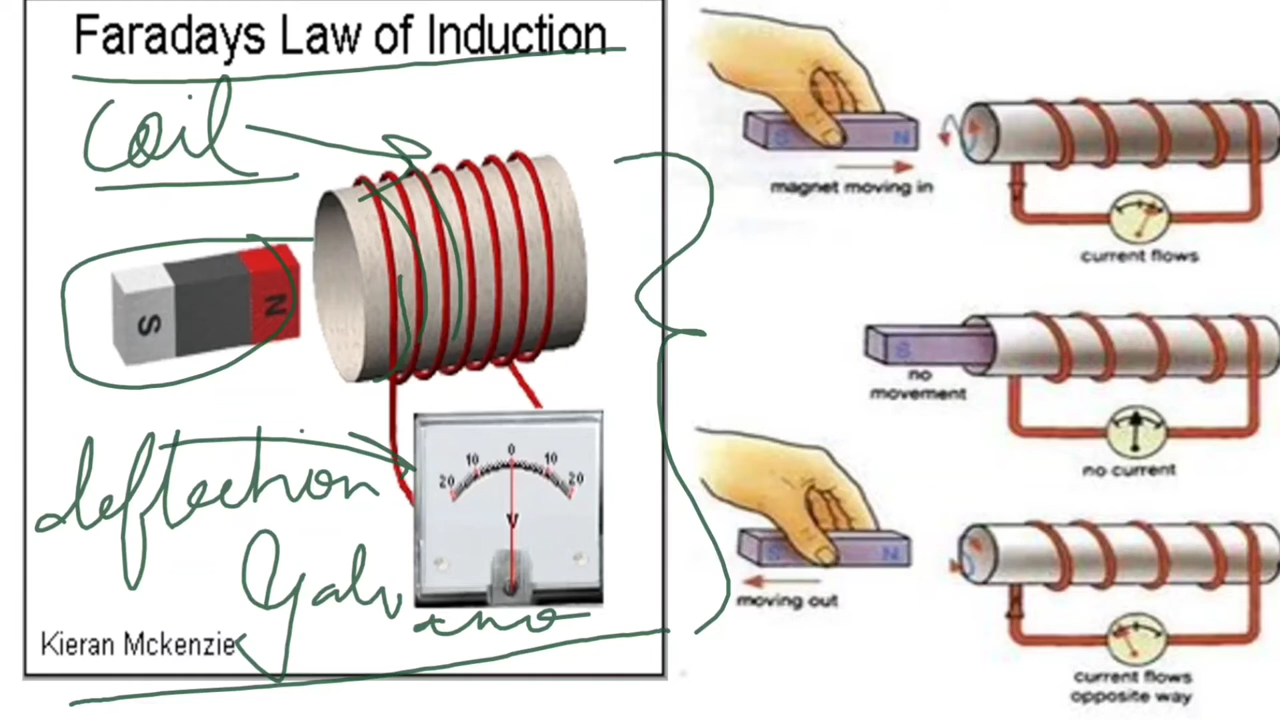 Faradays Law of Induction
coil
S N
deflection
Galvano
20 10 0 10 20
V
Kieran Mckenzie
S N
magnet moving in
current flows
S
no
movement
no current
S N
moving out
current flows
opposite way